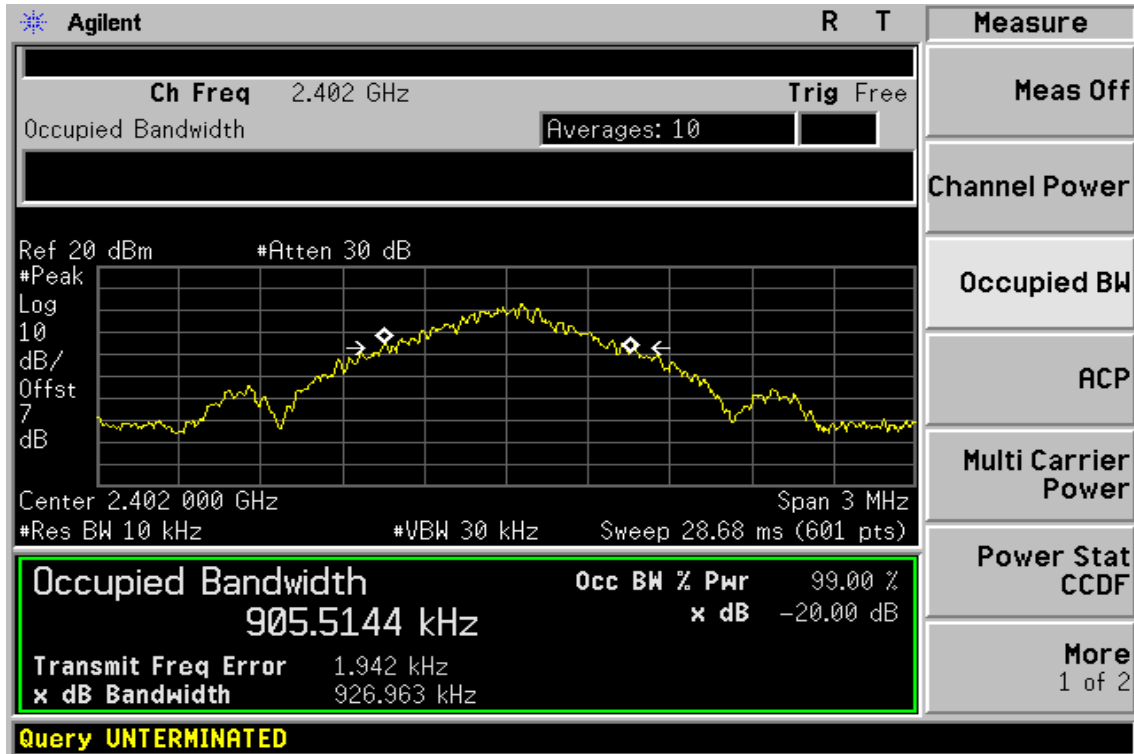 Agilent R T
Ch Freq 2.402 GHz Trig Free
Occupied Bandwidth Averages: 10
Ref 20 dBm #Atten 30 dB
#Peak
Log
10
dB/
Offst
7
dB
Center 2.402 000 GHz Span 3 MHz
#Res BW 10 kHz #VBW 30 kHz Sweep 28.68 ms (601 pts)
Occupied Bandwidth Occ BW % Pwr 99.00 %
905.5144 kHz x dB -20.00 dB
Transmit Freq Error 1.942 kHz
x dB Bandwidth 926.963 kHz
Query UNTERMINATED
Measure
Meas Off
Channel Power
Occupied BW
ACP
Multi Carrier
Power
Power Stat
CCDF
More
1 of 2